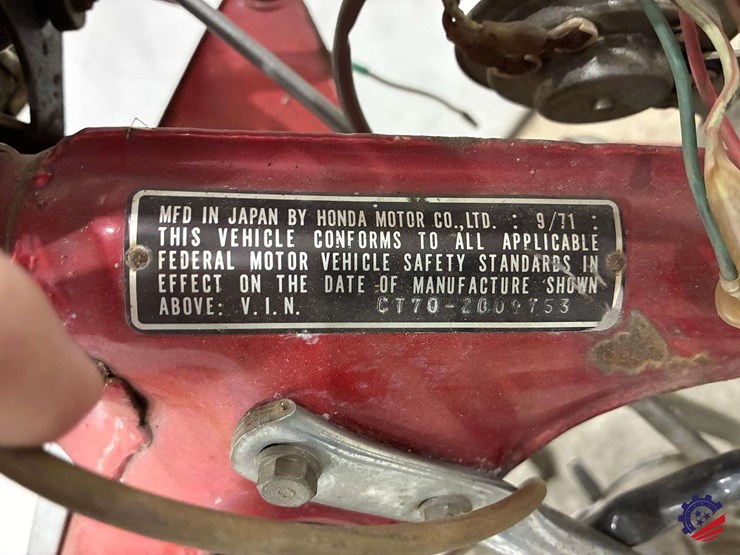 MFD IN JAPAN BY HONDA MOTOR CO.,LTD. : 9/71 :
THIS VEHICLE CONFORMS TO ALL APPLICABLE
FEDERAL MOTOR VEHICLE SAFETY STANDARDS IN
EFFECT ON THE DATE OF MANUFACTURE SHOWN
ABOVE: V.I.N. CT70-2009753